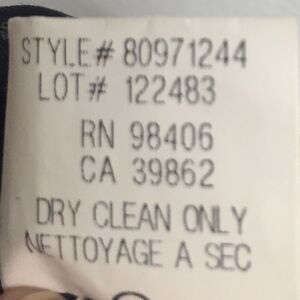 STYLE# 80971244
LOT# 122483
RN 98406
CA 39862
DRY CLEAN ONLY
NETTOYAGE A SEC